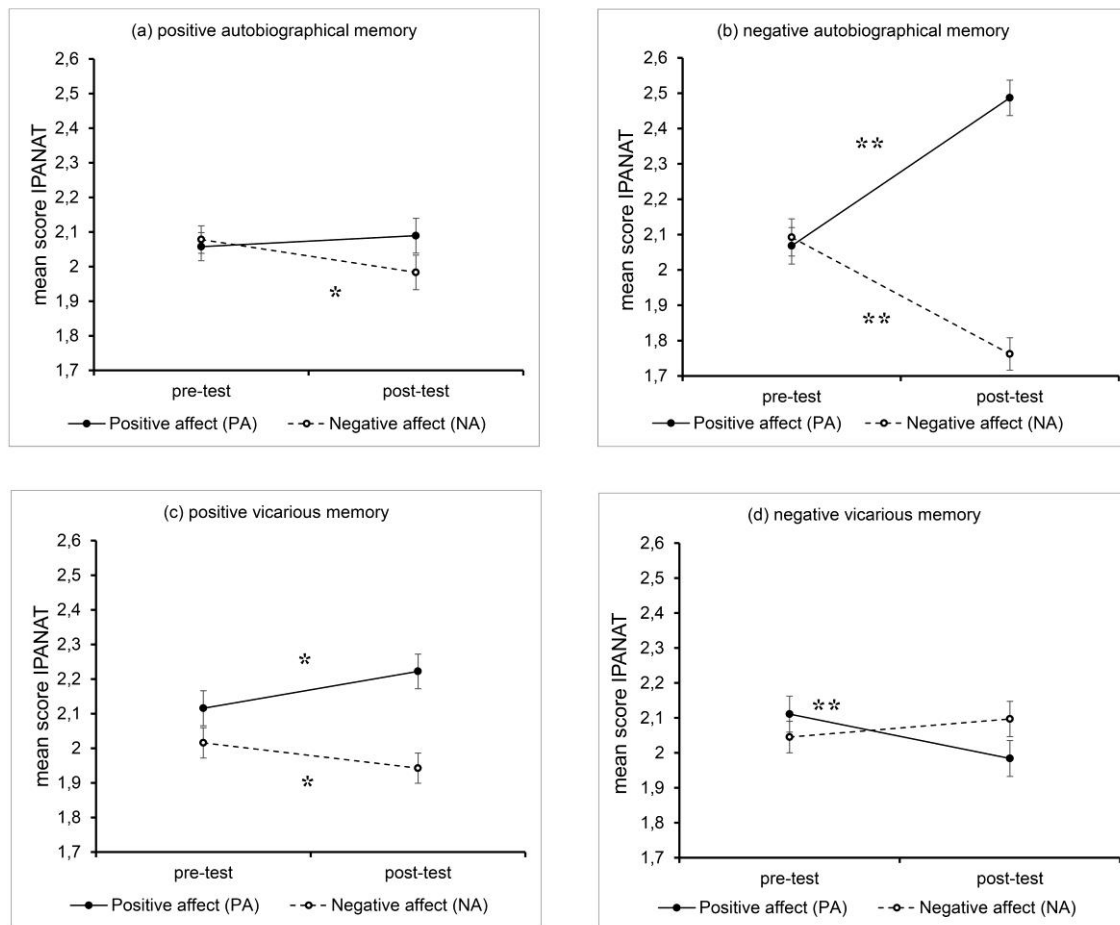 (a) positive autobiographical memory
2,6
2,5
2,4
2,3
2,2
2,1
2
1,9
1,8
1,7
mean score IPANAT
*
pre-test post-test
Positive affect (PA) Negative affect (NA)
(b) negative autobiographical memory
2,6
2,5
2,4
2,3
2,2
2,1
2
1,9
1,8
1,7
mean score IPANAT
**
**
pre-test post-test
Positive affect (PA) Negative affect (NA)
(c) positive vicarious memory
2,6
2,5
2,4
2,3
2,2
2,1
2
1,9
1,8
1,7
mean score IPANAT
*
*
pre-test post-test
Positive affect (PA) Negative affect (NA)
(d) negative vicarious memory
2,6
2,5
2,4
2,3
2,2
2,1
2
1,9
1,8
1,7
mean score IPANAT
**
pre-test post-test
Positive affect (PA) Negative affect (NA)